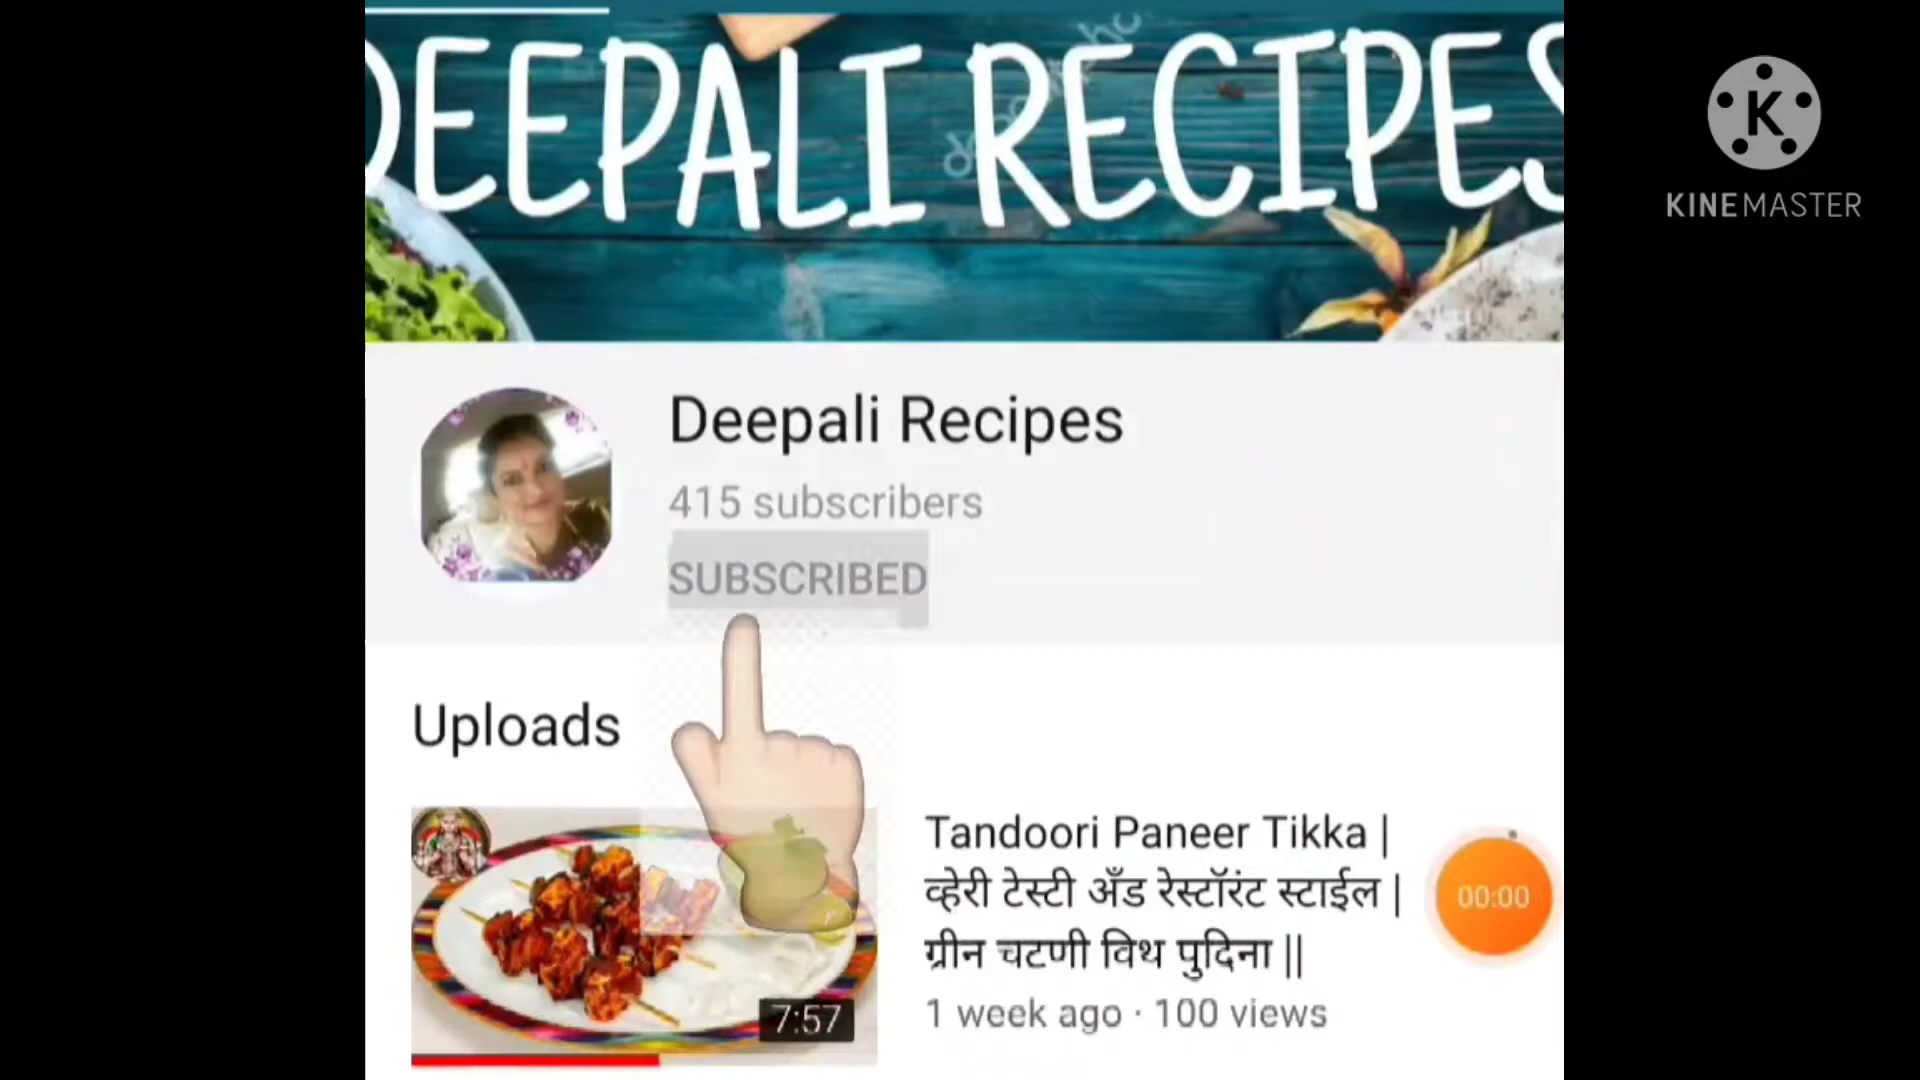 DEEPALI RECIPES
K
KINEMASTER
Deepali Recipes
415 subscribers
SUBSCRIBED
Uploads
Tandoori Paneer Tikka |
व्हेरी टेस्टी अँड रेस्टॉरंट स्टाईल |
ग्रीन चटणी विथ पुदिना ||
1 week ago · 100 views
00:00
7:57